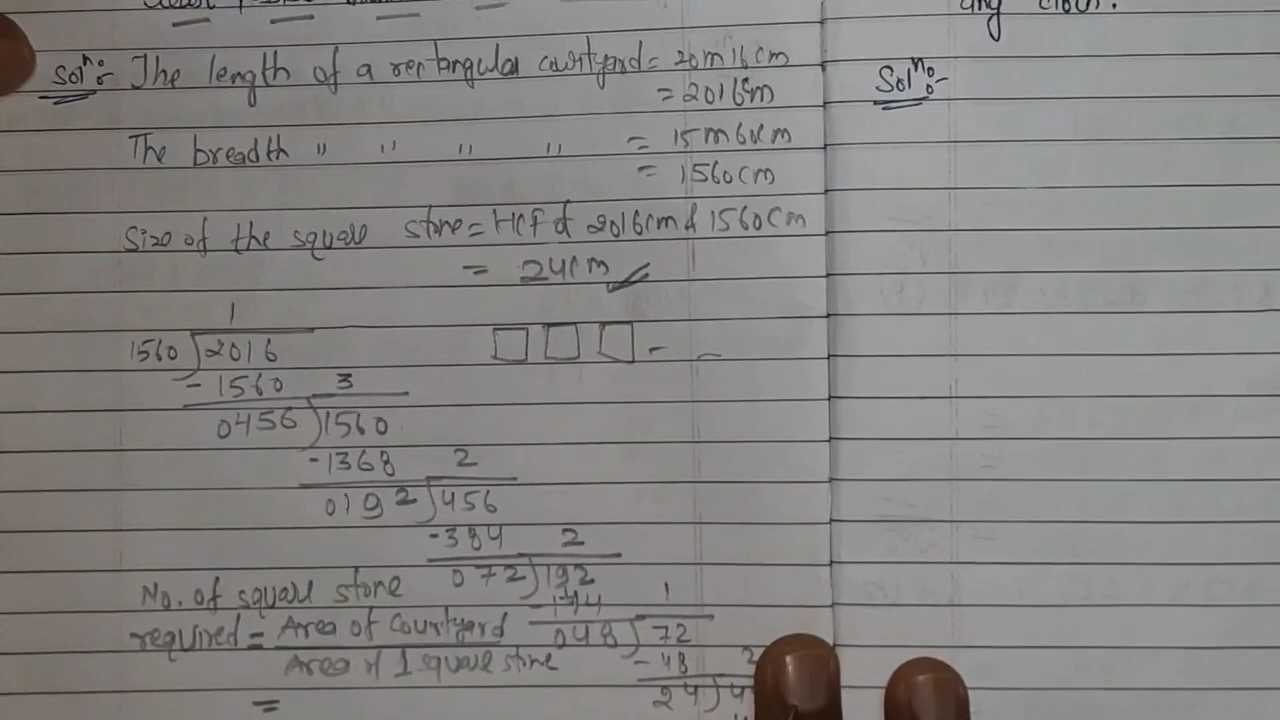 any
Solⁿ:- The length of a rectangular courtyard = 20m 16cm
= 2016cm
The breadth " " " " = 15m 60cm
= 1560cm
Size of the square stone = HCF of 2016cm & 1560cm
= 24cm
1
1560)2016
-1560 3
0456)1560
-1368 2
0192)456
-384 2
072)192
-144 1
048)72
-48 2
24)4
No. of square stone
required = Area of Courtyard
Area of 1 square stone
=
Solⁿ:-